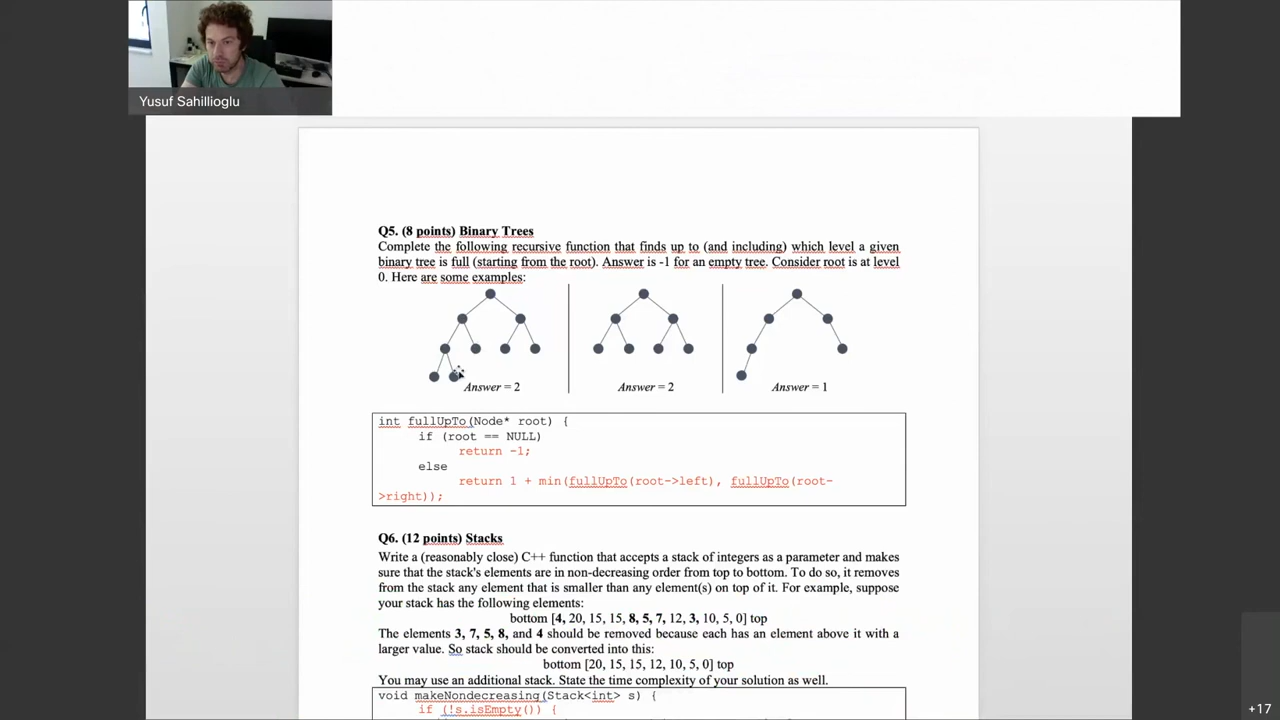 Yusuf Sahillioglu
Q5. (8 points) Binary Trees
Complete the following recursive function that finds up to (and including) which level a given
binary tree is full (starting from the root). Answer is -1 for an empty tree. Consider root is at level
0. Here are some examples:
Answer = 2
Answer = 2
Answer = 1
int fullUpTo(Node* root) {
if (root == NULL)
return -1;
else
return 1 + min(fullUpTo(root->left), fullUpTo(root-
>right));
Q6. (12 points) Stacks
Write a (reasonably close) C++ function that accepts a stack of integers as a parameter and makes
sure that the stack's elements are in non-decreasing order from top to bottom. To do so, it removes
from the stack any element that is smaller than any element(s) on top of it. For example, suppose
your stack has the following elements:
bottom [4, 20, 15, 15, 8, 5, 7, 12, 3, 10, 5, 0] top
The elements 3, 7, 5, 8, and 4 should be removed because each has an element above it with a
larger value. So stack should be converted into this:
bottom [20, 15, 15, 12, 10, 5, 0] top
You may use an additional stack. State the time complexity of your solution as well.
void makeNondecreasing(Stack<int> s) {
if (!s.isEmpty()) {
+17